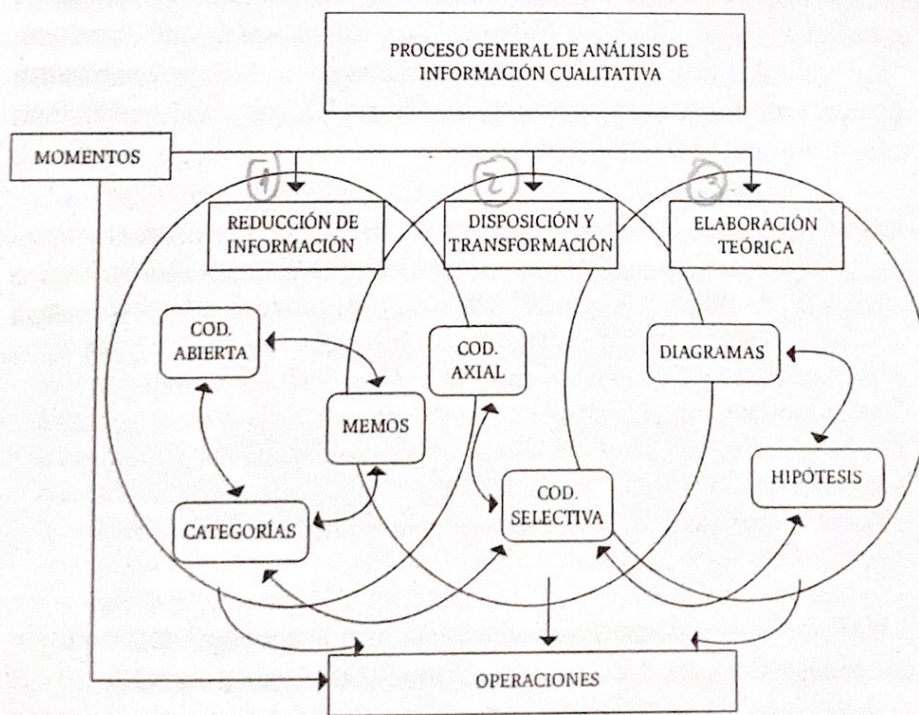 PROCESO GENERAL DE ANÁLISIS DE
INFORMACIÓN CUALITATIVA
MOMENTOS
1
2
3
REDUCCIÓN DE
INFORMACIÓN
DISPOSICIÓN Y
TRANSFORMACIÓN
ELABORACIÓN
TEÓRICA
COD.
ABIERTA
COD.
AXIAL
DIAGRAMAS
MEMOS
CATEGORÍAS
COD.
SELECTIVA
HIPÓTESIS
OPERACIONES